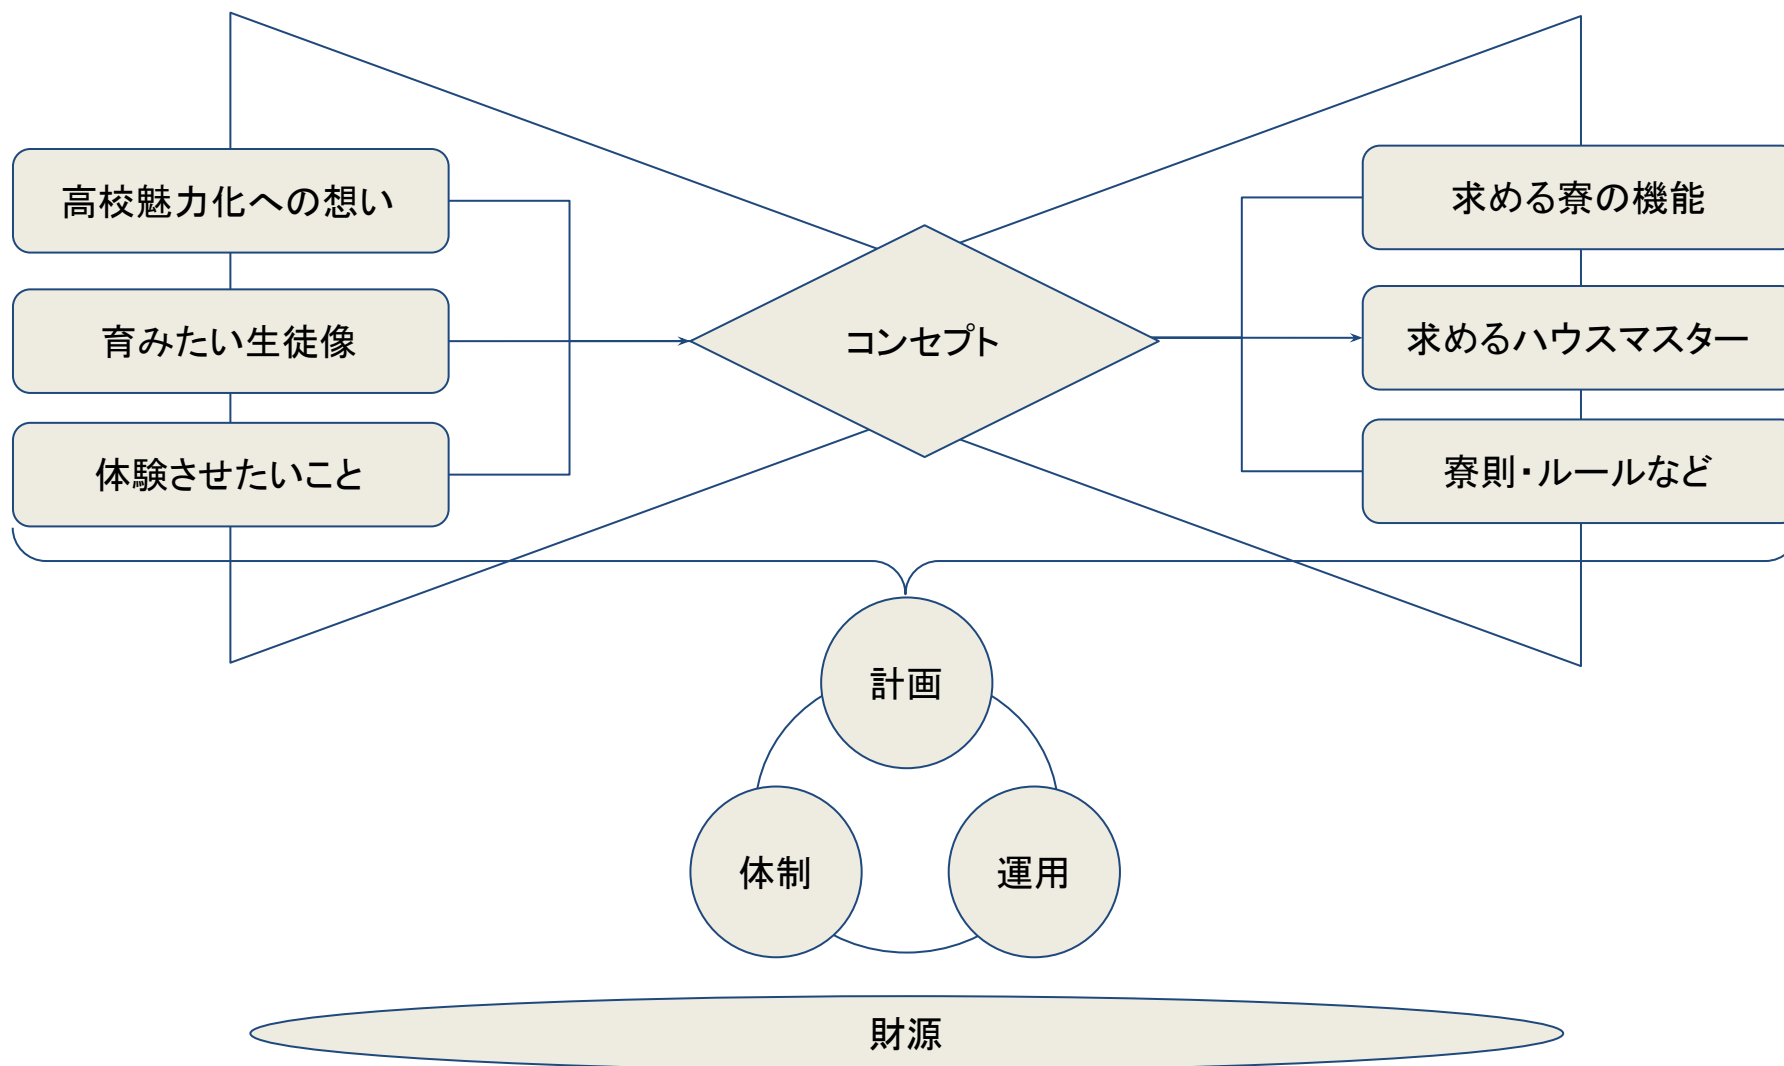 高校魅力化への想い
育みたい生徒像
体験させたいこと
コンセプト
求める寮の機能
求めるハウスマスター
寮則・ルールなど
計画
体制
運用
財源